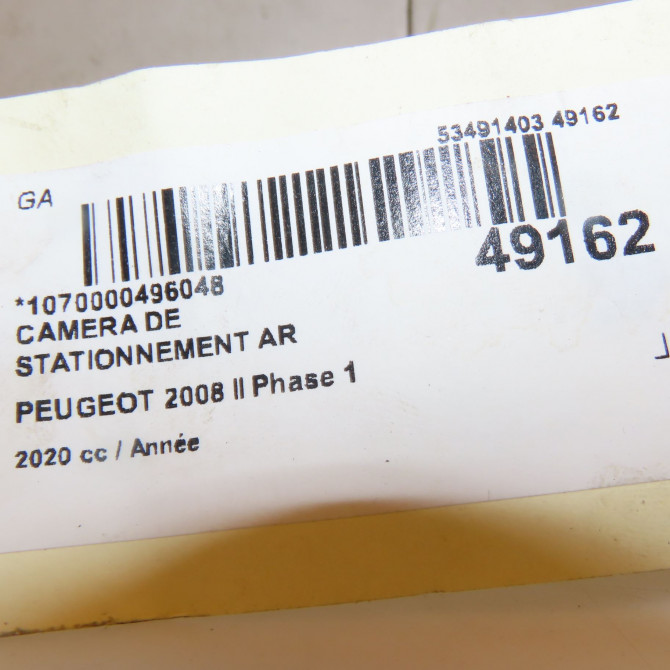 53491403 49162
GA
49162
*1070000496048
CAMERA DE
STATIONNEMENT AR
PEUGEOT 2008 II Phase 1
2020 cc / Année